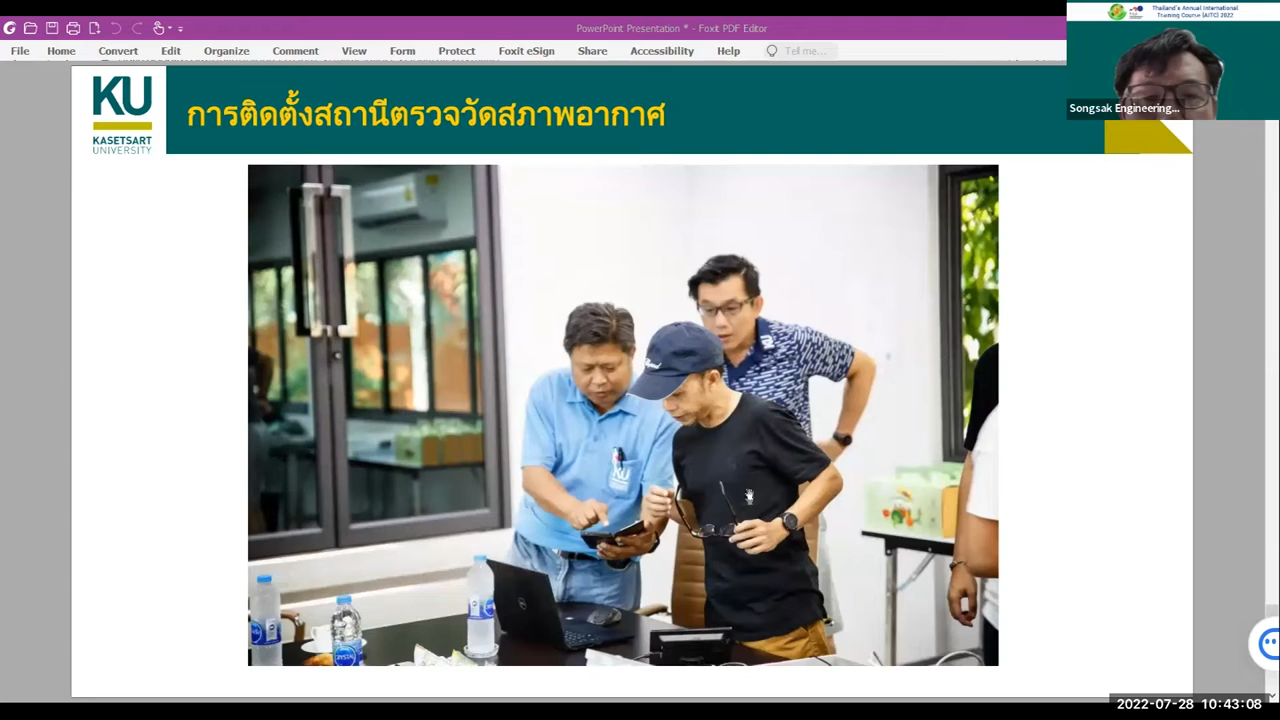 PowerPoint Presentation * - Foxit PDF Editor
File Home Convert Edit Organize Comment View Form Protect Foxit eSign Share Accessibility Help Tell me...
Thailand's Annual International
Training Course (AITC) 2022
Songsak Engineering...
KU
KASETSART
UNIVERSITY
การติดตั้งสถานีตรวจวัดสภาพอากาศ
KU
DELL
CRYSTAL
2022-07-28 10:43:08